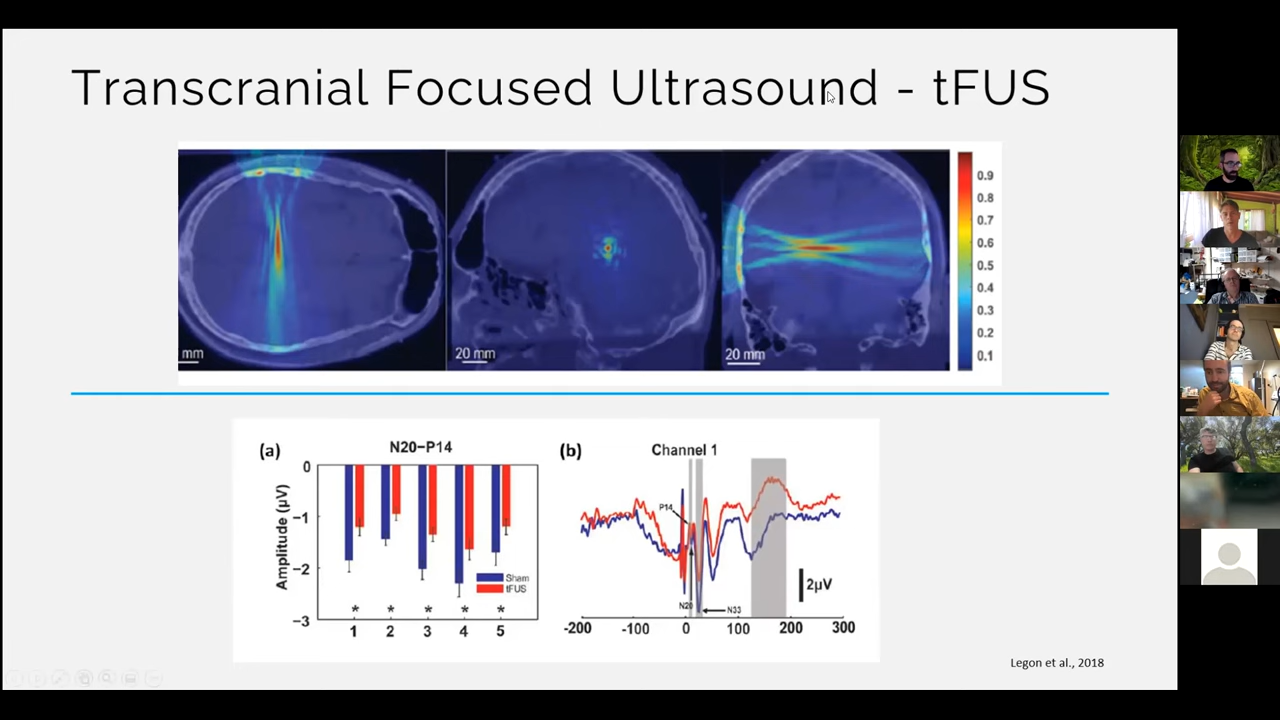 Transcranial Focused Ultrasound - tFUS
mm
20 mm
20 mm
0.9
0.8
0.7
0.6
0.5
0.4
0.3
0.2
0.1
(a)
N20-P14
Amplitude (μV)
0
-1
-2
-3
Sham
tFUS
* * * * *
1 2 3 4 5
(b)
Channel 1
P14
N20
N33
2μV
-200 -100 0 100 200 300
Legon et al., 2018